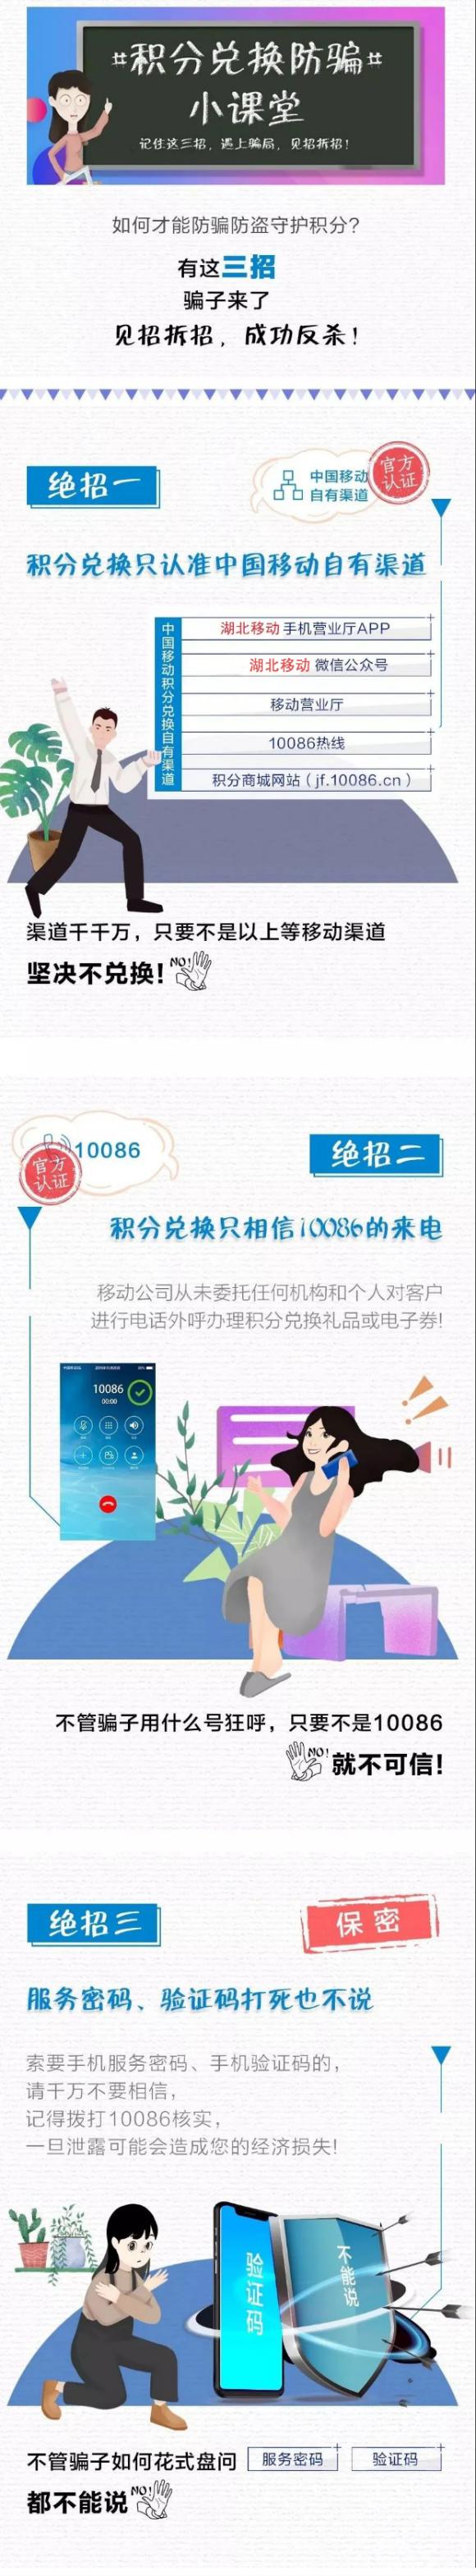 #积分兑换防骗#
小课堂
记住这三招，遇上骗局，见招拆招！
如何才能防骗防盗守护积分？
有这三招
骗子来了
见招拆招，成功反杀！
绝招一
中国移动
自有渠道
官方
认证
积分兑换只认准中国移动自有渠道
中国移动积分兑换自有渠道
湖北移动 手机营业厅APP
湖北移动 微信公众号
移动营业厅
10086热线
积分商城网站（jf.10086.cn）
渠道千千万，只要不是以上等移动渠道
坚决不兑换！
NO!
10086
官方
认证
绝招二
积分兑换只相信10086的来电
移动公司从未委托任何机构和个人对客户
进行电话外呼办理积分兑换礼品或电子券！
10086
00:00
不管骗子用什么号狂呼，只要不是10086
NO!
就不可信！
绝招三
保密
服务密码、验证码打死也不说
索要手机服务密码、手机验证码的，
请千万不要相信，
记得拨打10086核实，
一旦泄露可能会造成您的经济损失！
验证码
不能说
不管骗子如何花式盘问 服务密码 验证码
都不能说
NO!